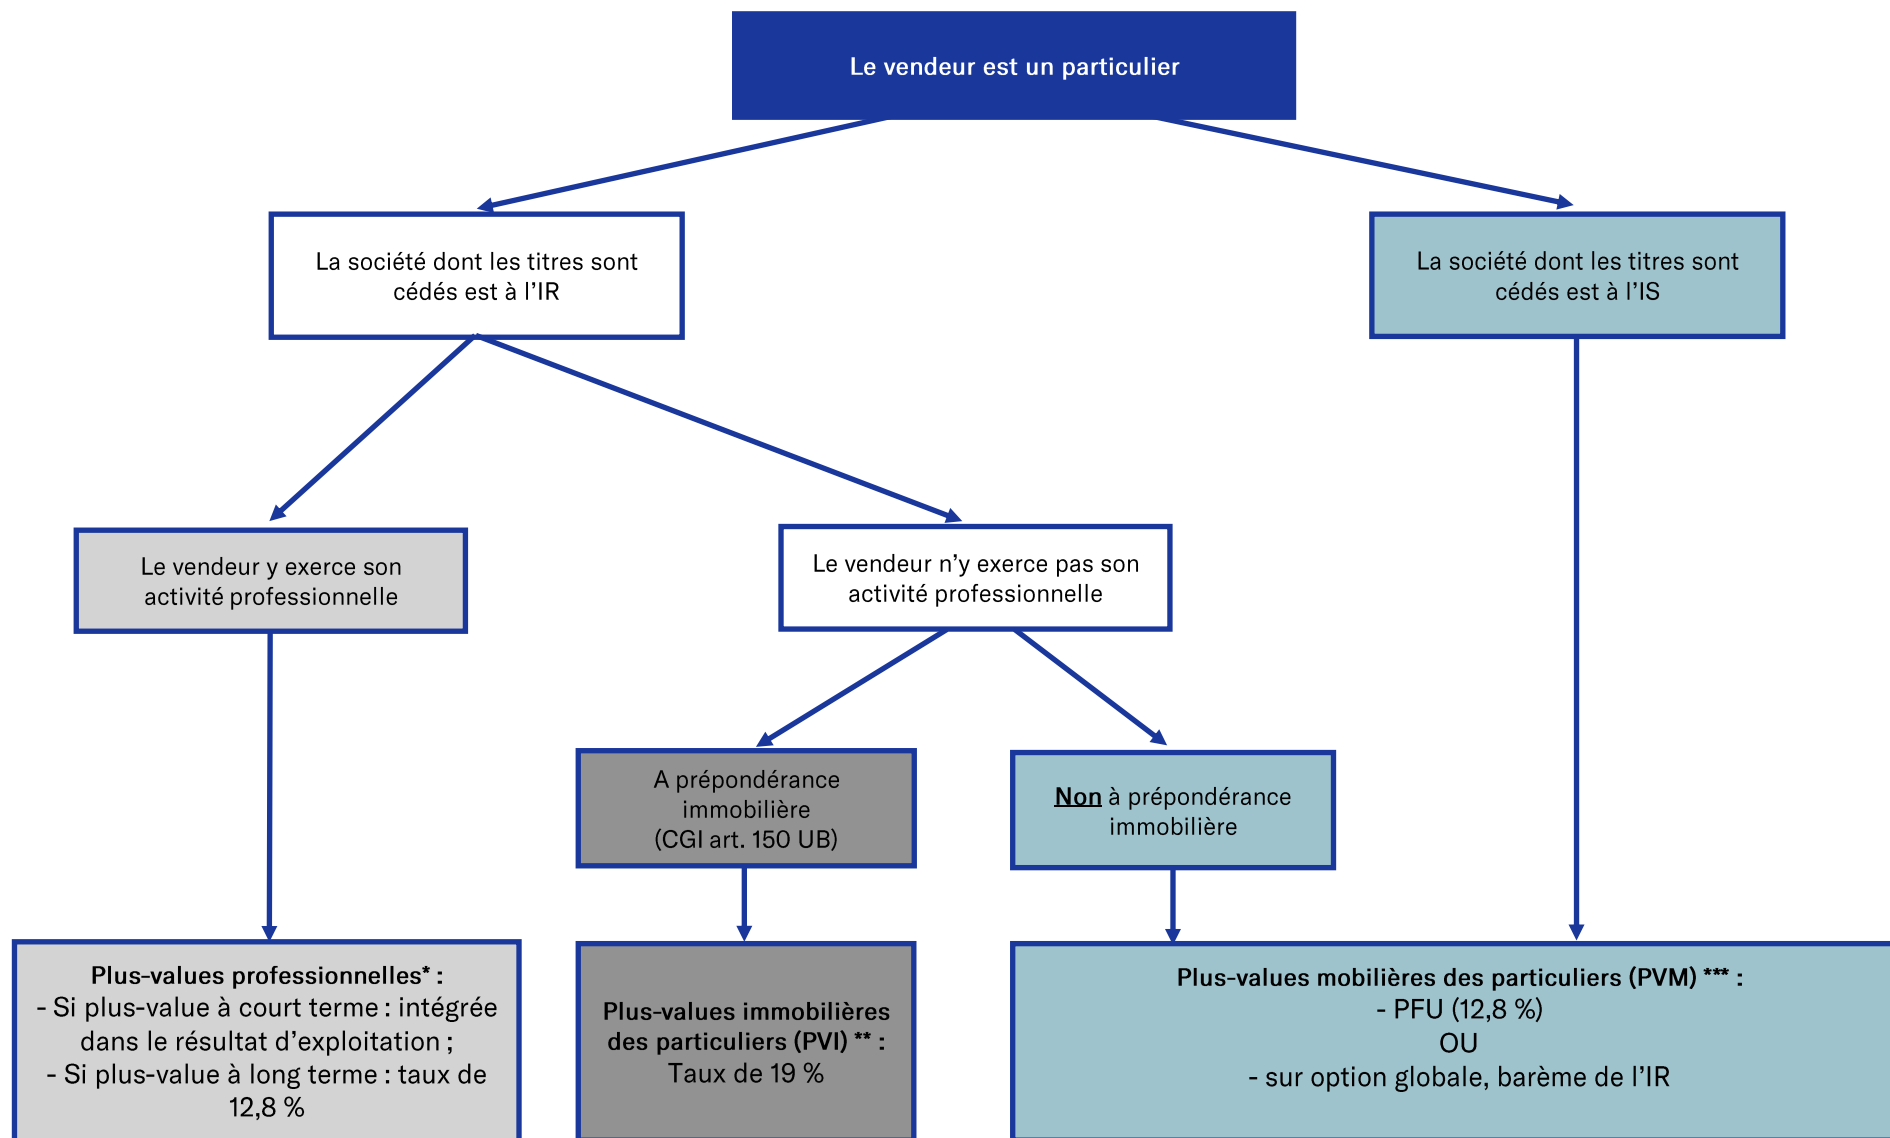 Le vendeur est un particulier
La société dont les titres sont
cédés est à l'IR
La société dont les titres sont
cédés est à l'IS
Le vendeur y exerce son
activité professionnelle
Le vendeur n'y exerce pas son
activité professionnelle
A prépondérance
immobilière
(CGI art. 150 UB)
Non à prépondérance
immobilière
Plus-values professionnelles* :
- Si plus-value à court terme : intégrée
dans le résultat d'exploitation ;
- Si plus-value à long terme : taux de
12,8 %
Plus-values immobilières
des particuliers (PVI) ** :
Taux de 19 %
Plus-values mobilières des particuliers (PVM) *** :
- PFU (12,8 %)
OU
- sur option globale, barème de l'IR